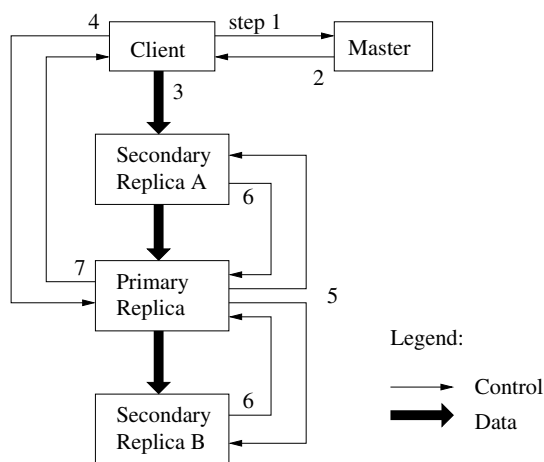 4
step 1
Client
Master
2
3
Secondary
Replica A
6
7
Primary
Replica
5
Legend:
6
Control
Secondary
Replica B
Data